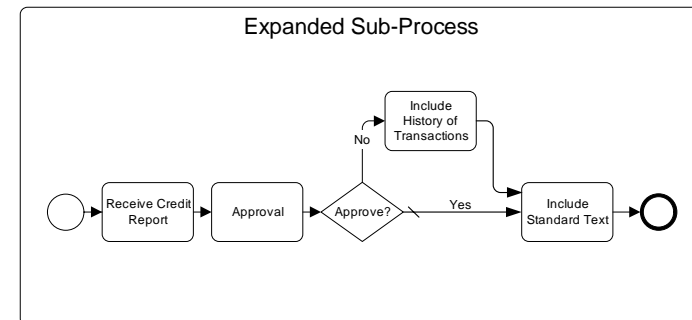 Expanded Sub-Process
Include
History of
Transactions
No
Receive Credit
Report
Approval
Approve?
Yes
Include
Standard Text